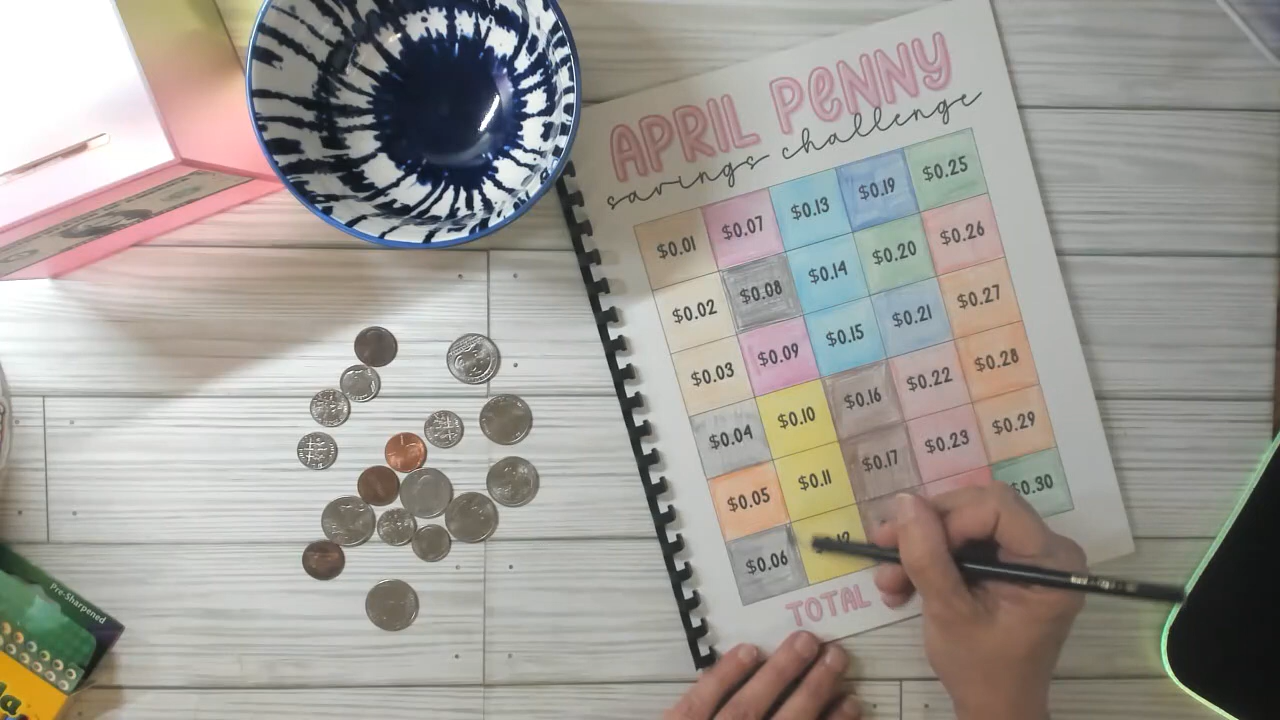 APRIL PENNY
savings challenge
$0.01 $0.07 $0.13 $0.19 $0.25
$0.02 $0.08 $0.14 $0.20 $0.26
$0.03 $0.09 $0.15 $0.21 $0.27
$0.04 $0.10 $0.16 $0.22 $0.28
$0.05 $0.11 $0.17 $0.23 $0.29
$0.06 $0.30
TOTAL
Pre-Sharpened